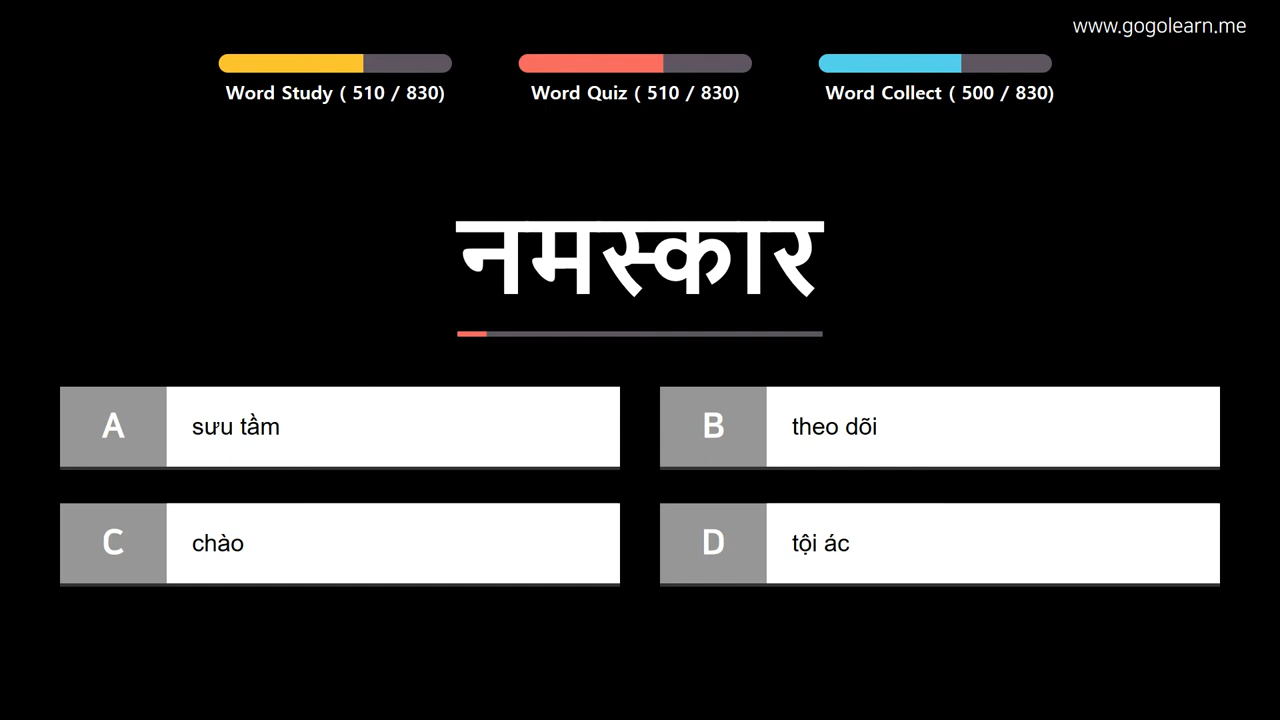 www.gogolearn.me
Word Study ( 510 / 830)
Word Quiz ( 510 / 830)
Word Collect ( 500 / 830)
नमस्कार
A sưu tầm
B theo dõi
C chào
D tội ác